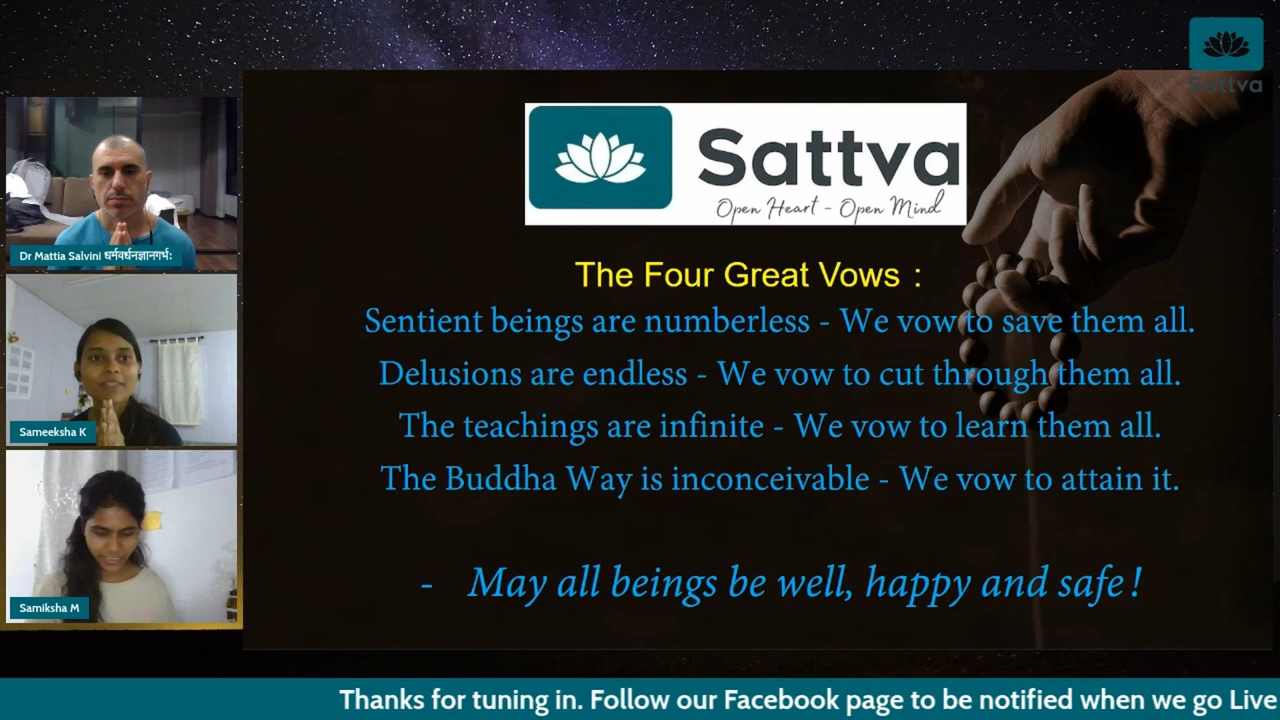 Sattva
Sattva
Open Heart - Open Mind
The Four Great Vows :
Sentient beings are numberless - We vow to save them all.
Delusions are endless - We vow to cut through them all.
The teachings are infinite - We vow to learn them all.
The Buddha Way is inconceivable - We vow to attain it.
- May all beings be well, happy and safe!
Dr Mattia Salvini धर्मवर्धनज्ञानगर्भः
Sameeksha K
Samiksha M
Thanks for tuning in. Follow our Facebook page to be notified when we go Live